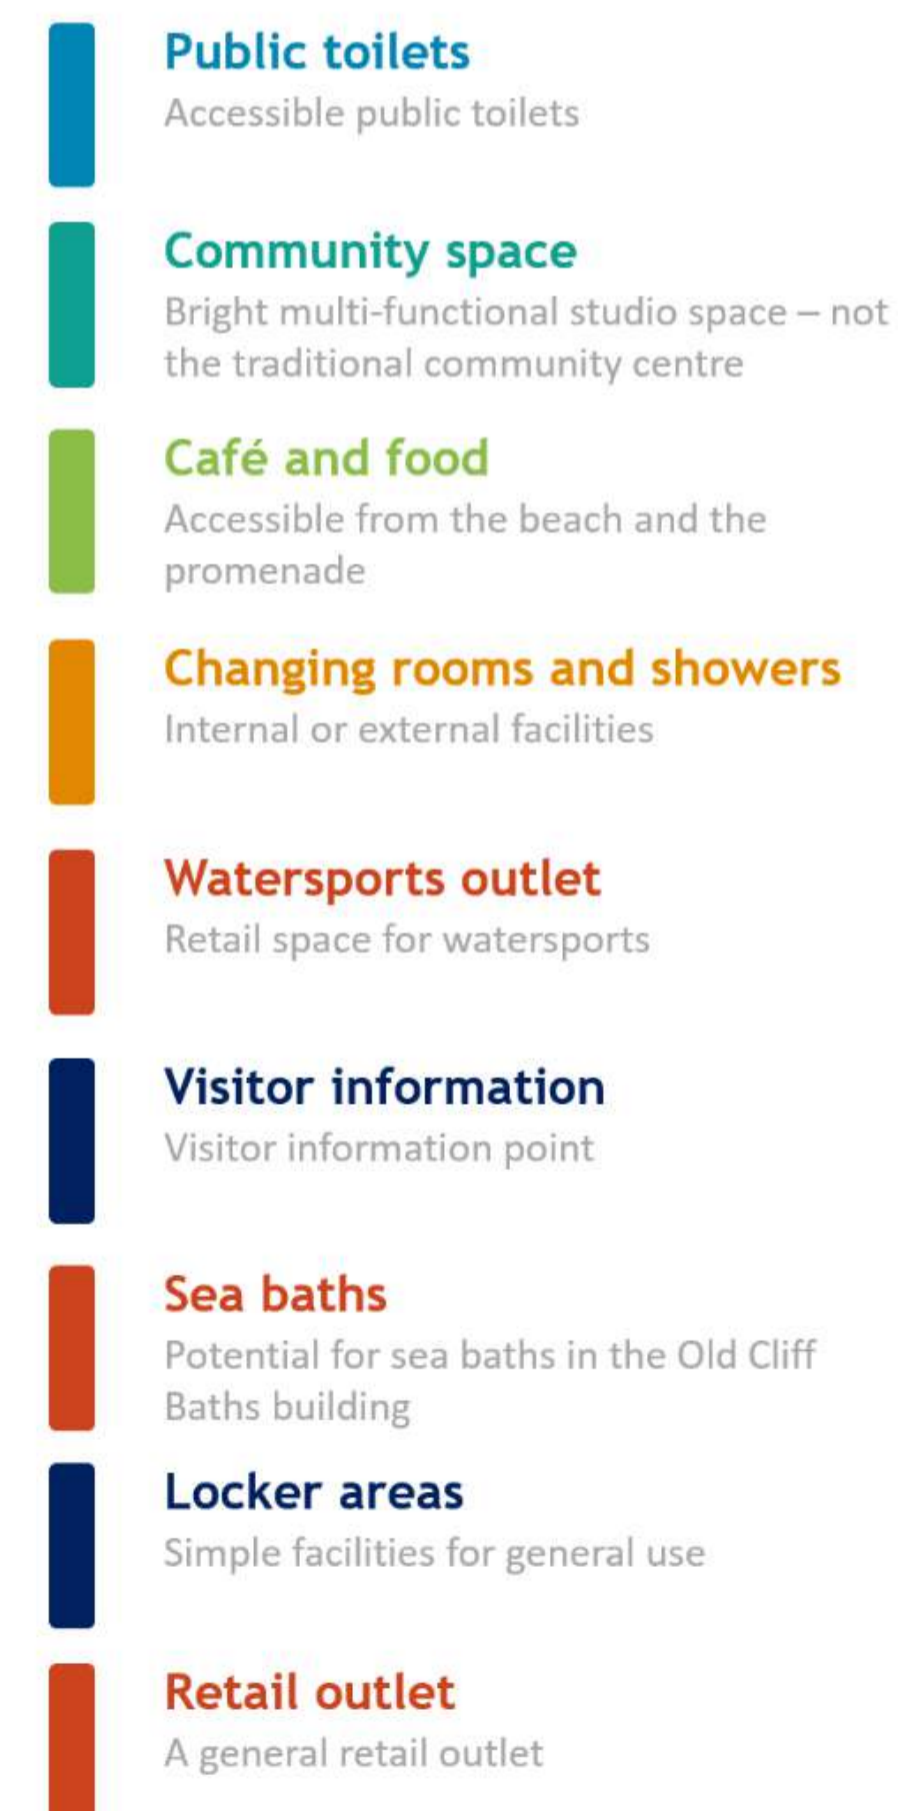 Public toilets
Accessible public toilets
Community space
Bright multi-functional studio space – not
the traditional community centre
Café and food
Accessible from the beach and the
promenade
Changing rooms and showers
Internal or external facilities
Watersports outlet
Retail space for watersports
Visitor information
Visitor information point
Sea baths
Potential for sea baths in the Old Cliff
Baths building
Locker areas
Simple facilities for general use
Retail outlet
A general retail outlet